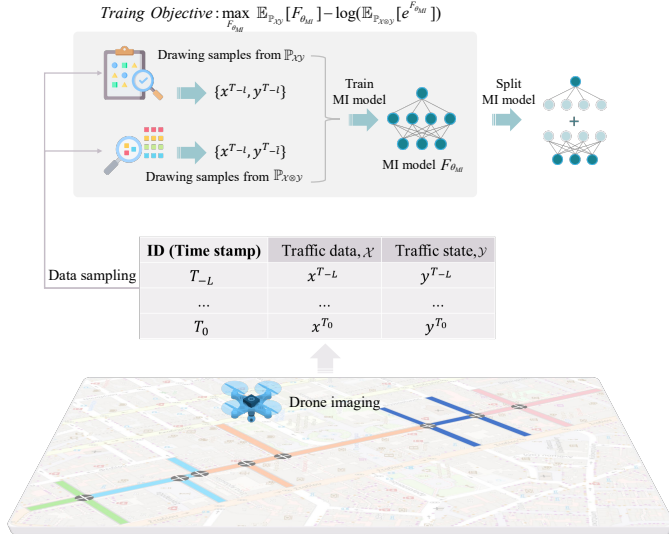 Traing Objective: max_{F_{θ_{MI}}} 𝔼_{ℙ_{𝒳𝒴}}[F_{θ_{MI}}] − log(𝔼_{ℙ_{𝒳⊗𝒴}}[e^{F_{θ_{MI}}}])
Drawing samples from ℙ_{𝒳𝒴}
{x^{T−l}, y^{T−l}}
Train
MI model
Split
MI model
+
{x^{T−l}, y^{T−l}}
MI model F_{θ_{MI}}
Drawing samples from ℙ_{𝒳⊗𝒴}
Data sampling
ID (Time stamp) Traffic data, 𝒳 Traffic state, 𝒴
T_{−L} x^{T−L} y^{T−L}
... ... ...
T_0 x^{T_0} y^{T_0}
Drone imaging